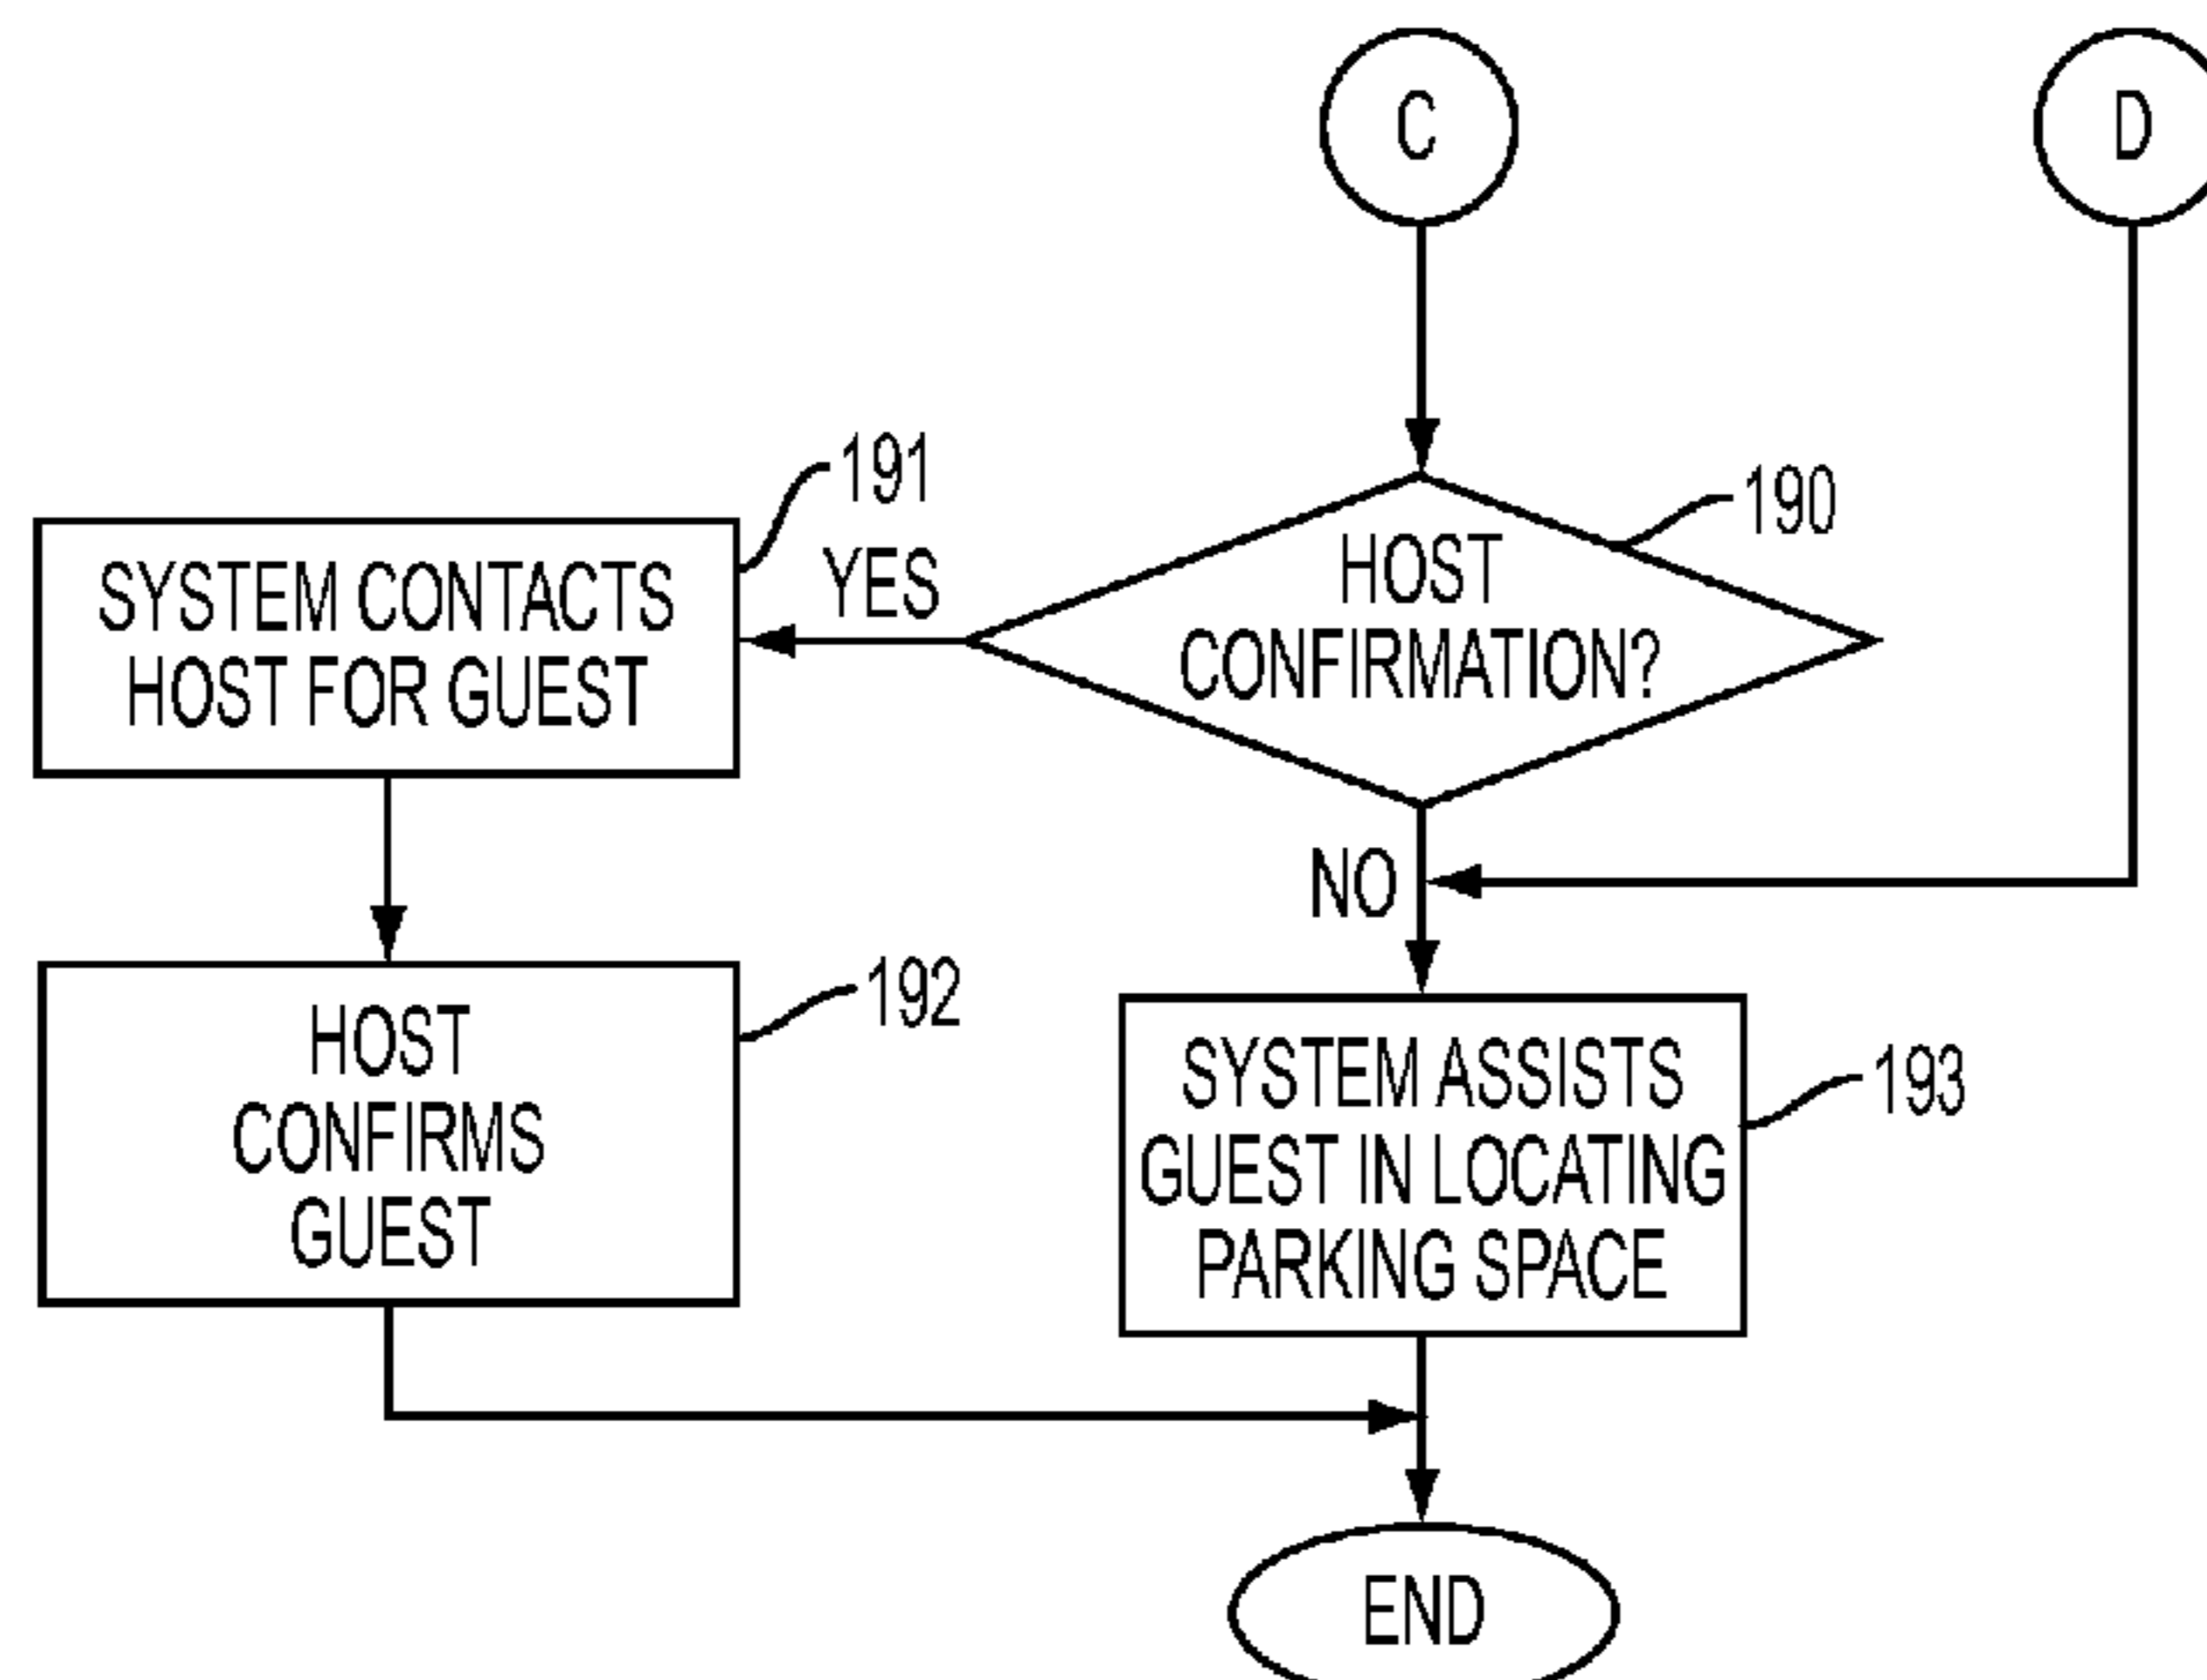 C
D
191
190
SYSTEM CONTACTS
HOST FOR GUEST
YES
HOST
CONFIRMATION?
NO
192
HOST
CONFIRMS
GUEST
193
SYSTEM ASSISTS
GUEST IN LOCATING
PARKING SPACE
END